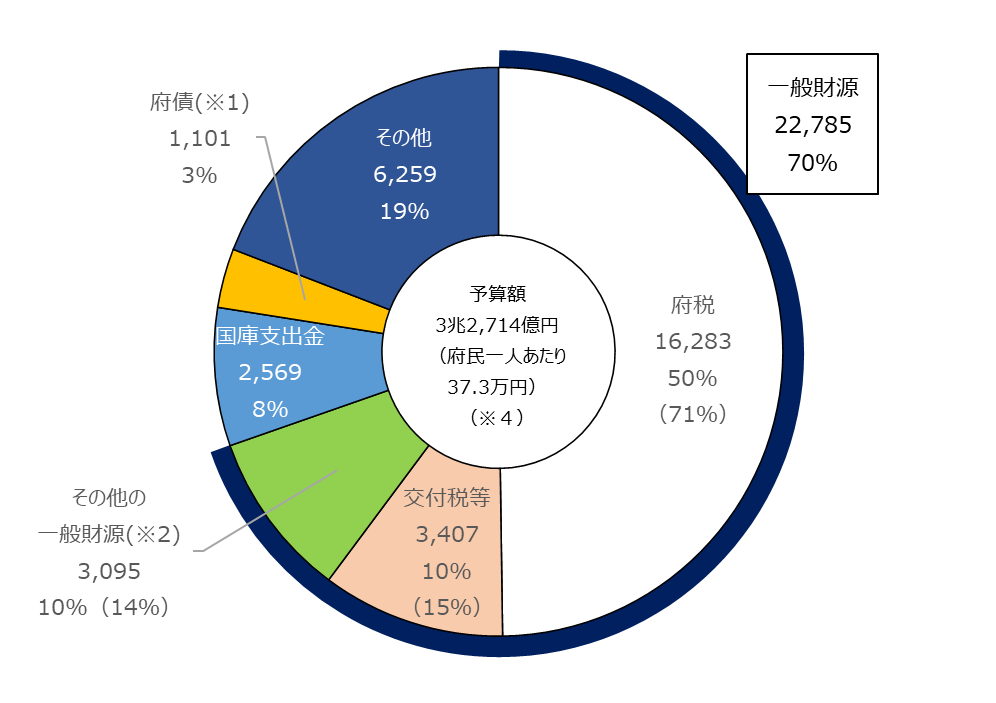 一般財源
22,785
70%
府債(※1)
1,101
3%
その他
6,259
19%
予算額
3兆2,714億円
（府民一人あたり
37.3万円）
（※４）
府税
16,283
50%
（71%）
国庫支出金
2,569
8%
その他の
一般財源(※2)
3,095
10%（14%）
交付税等
3,407
10%
（15%）